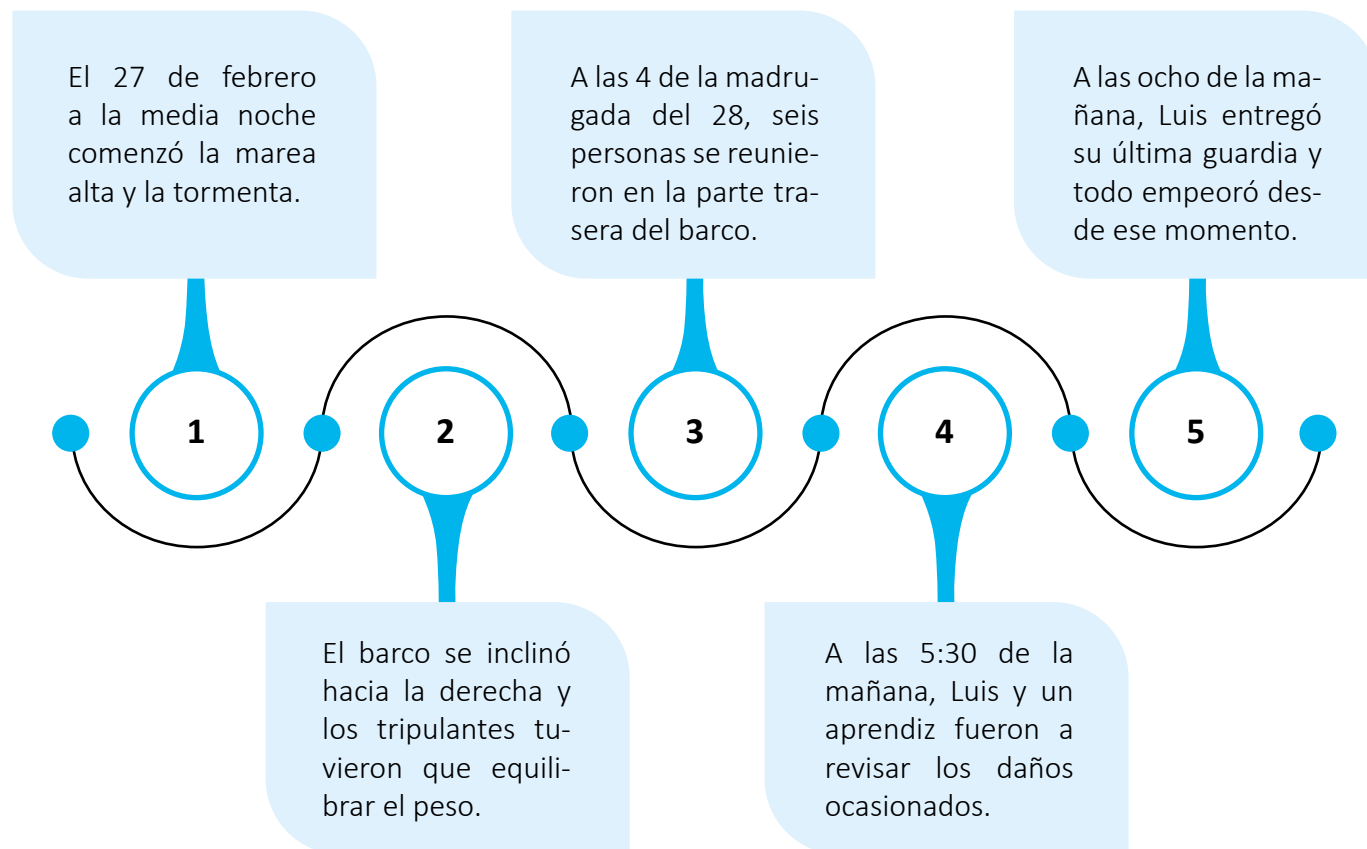 El 27 de febrero
a la media noche
comenzó la marea
alta y la tormenta.
A las 4 de la madru-
gada del 28, seis
personas se reunie-
ron en la parte tra-
sera del barco.
A las ocho de la ma-
ñana, Luis entregó
su última guardia y
todo empeoró des-
de ese momento.
1
2
3
4
5
El barco se inclinó
hacia la derecha y
los tripulantes tu-
vieron que equili-
brar el peso.
A las 5:30 de la
mañana, Luis y un
aprendiz fueron a
revisar los daños
ocasionados.